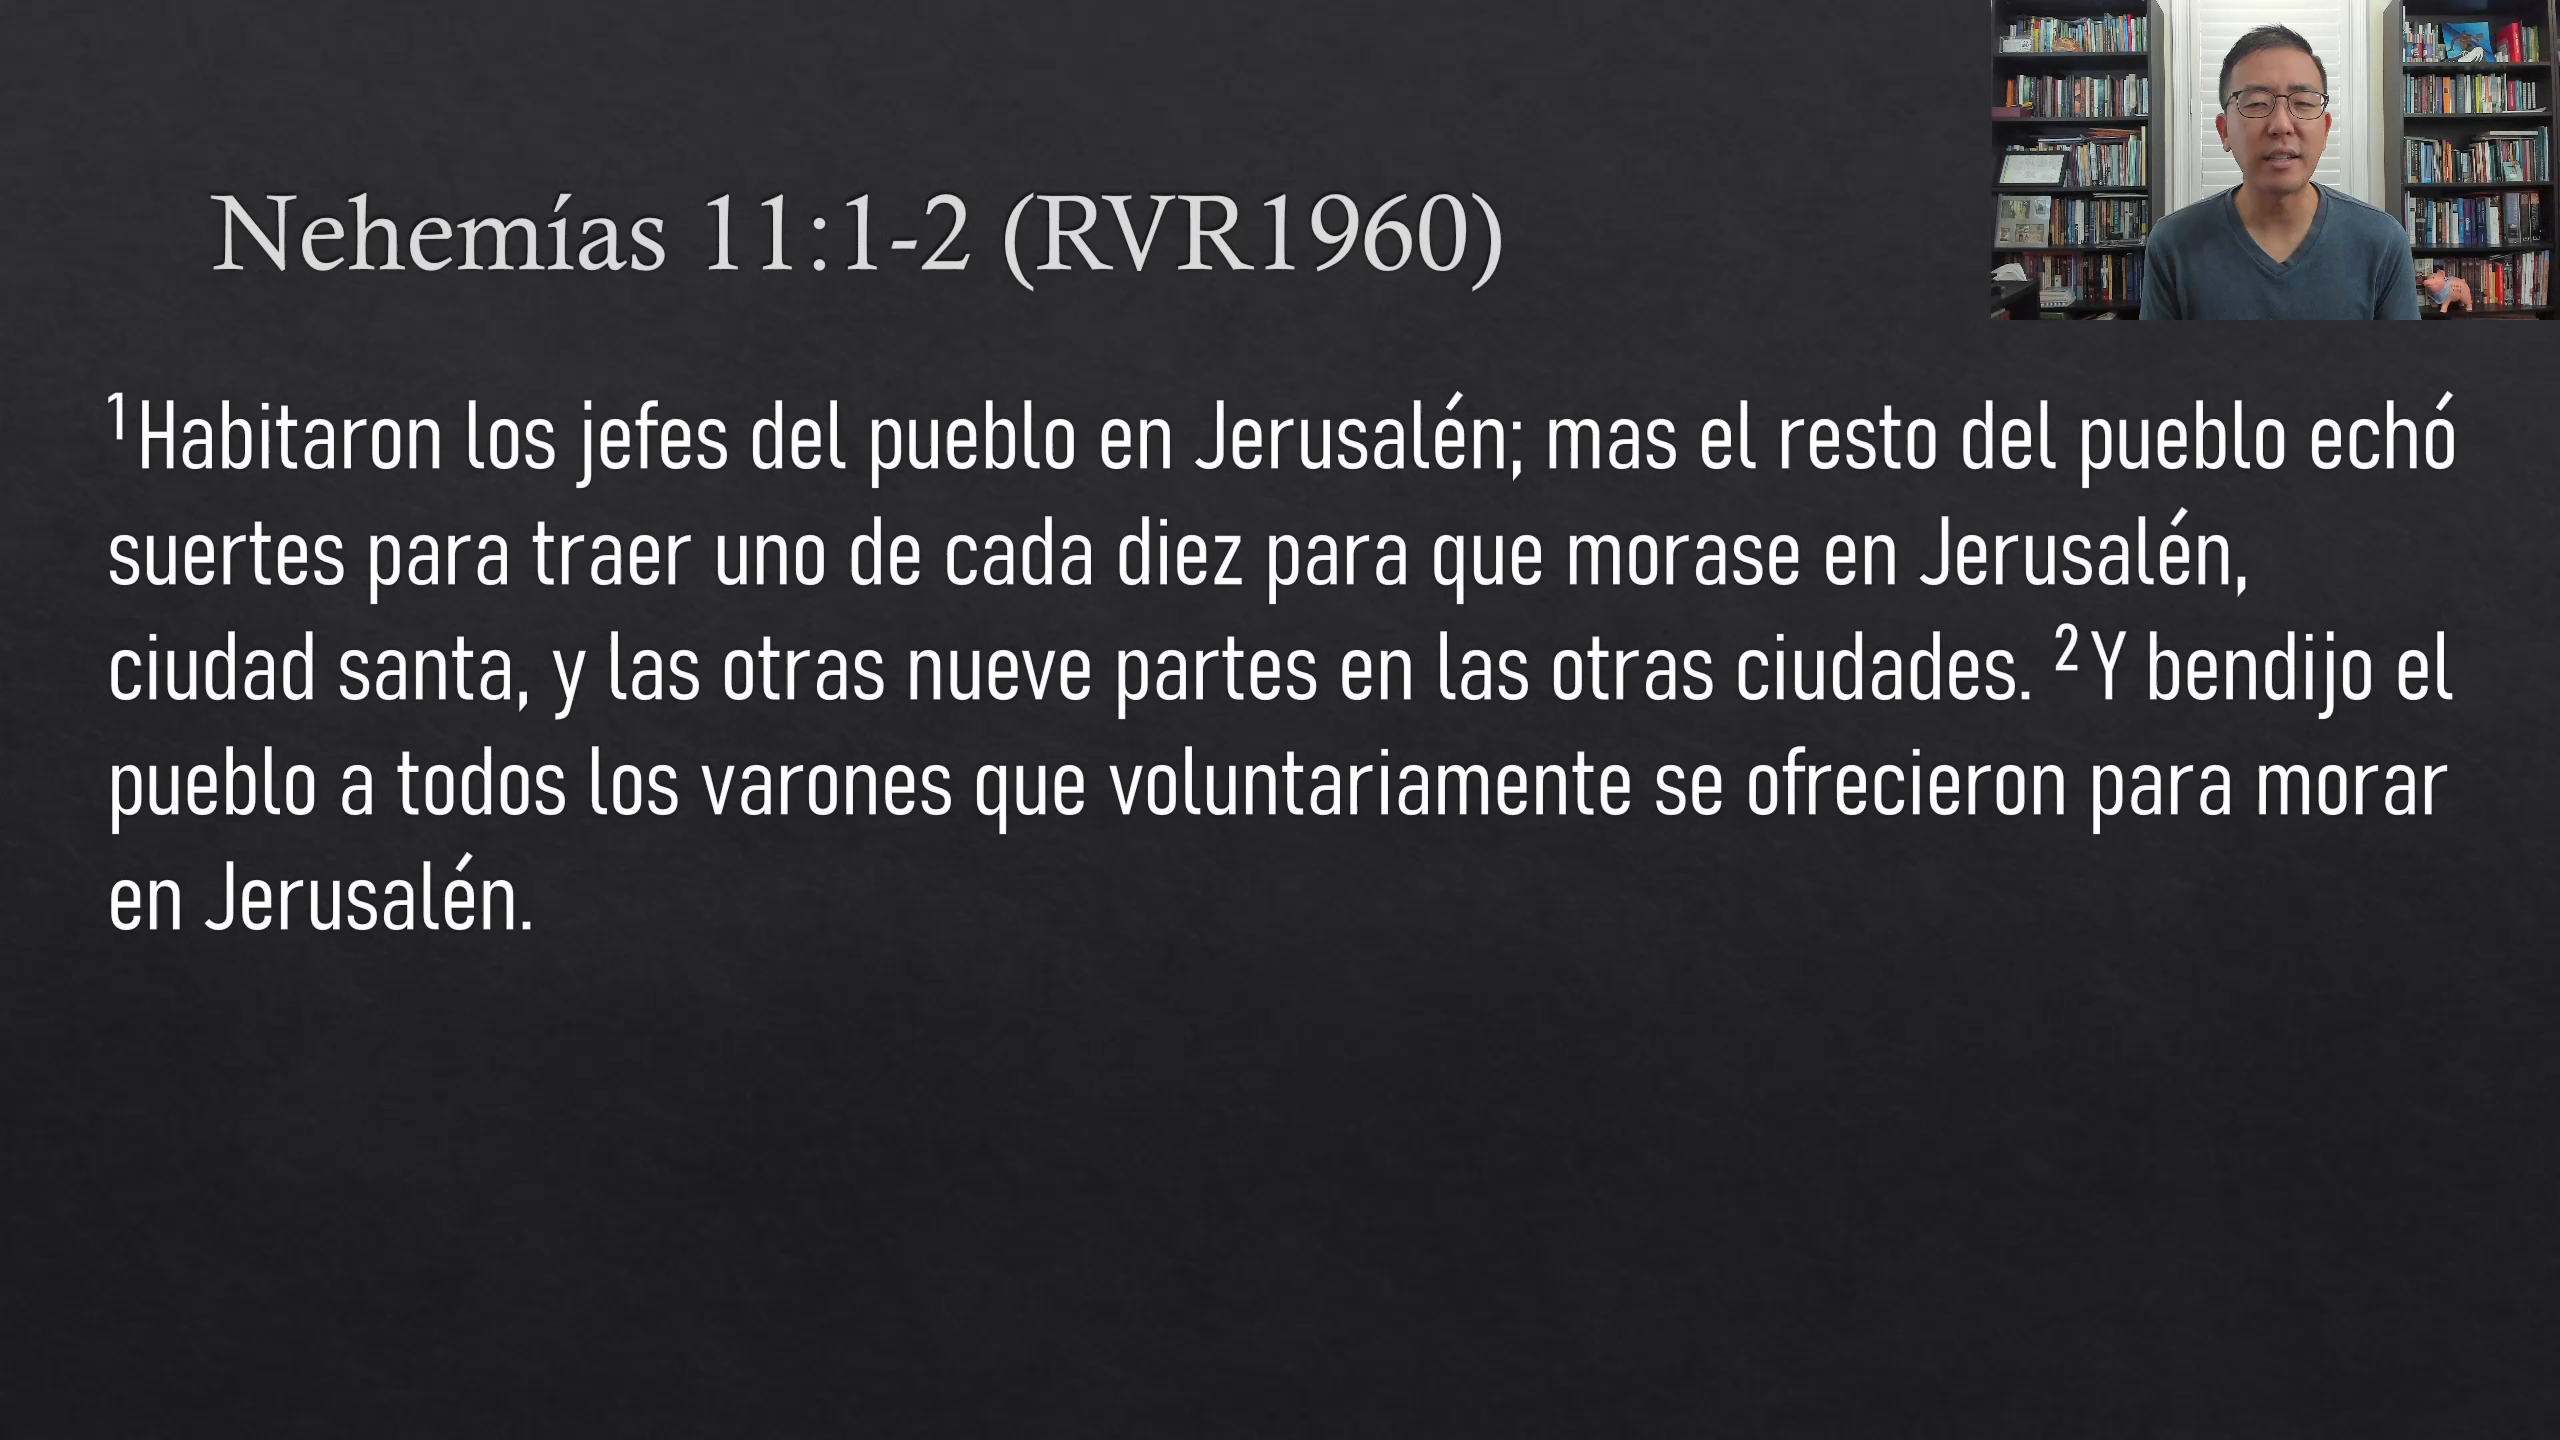 Nehemías 11:1-2 (RVR1960)
¹Habitaron los jefes del pueblo en Jerusalén; mas el resto del pueblo echó
suertes para traer uno de cada diez para que morase en Jerusalén,
ciudad santa, y las otras nueve partes en las otras ciudades. ²Y bendijo el
pueblo a todos los varones que voluntariamente se ofrecieron para morar
en Jerusalén.